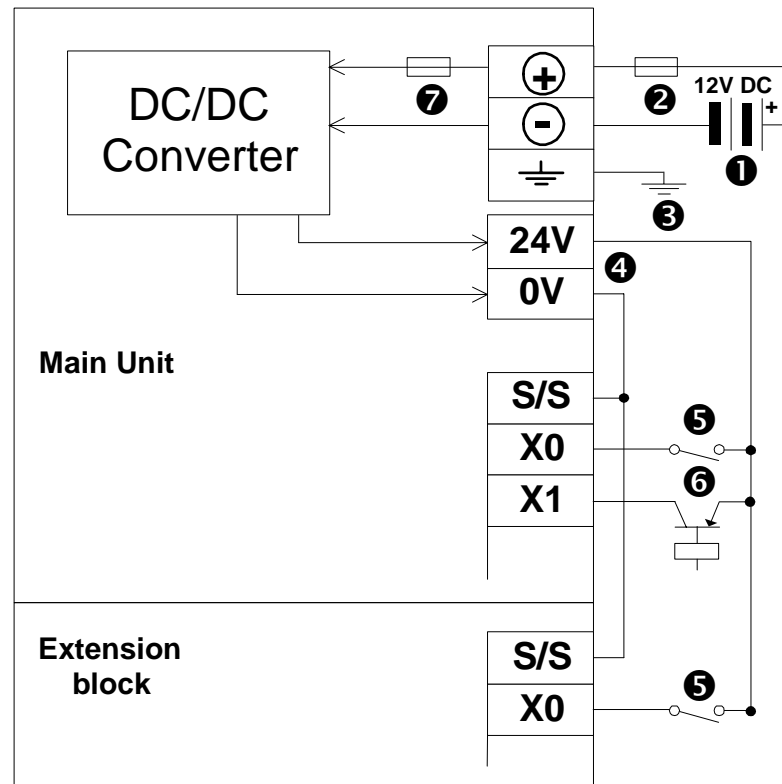 DC/DC
Converter
❼
+
-
❷
12V DC
+
❶
❸
24V
❹
0V
Main Unit
S/S
❺
X0
❻
X1
Extension
block
S/S
❺
X0